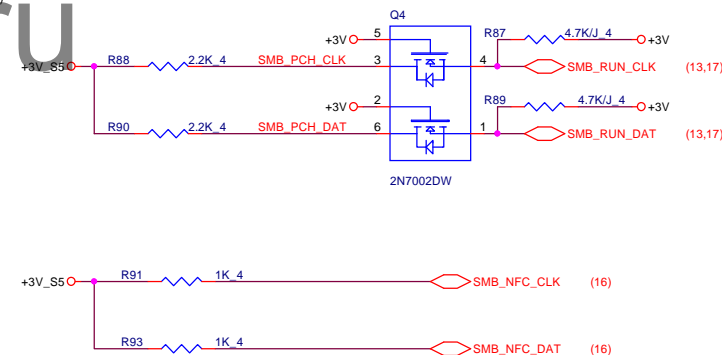 ru
Q4
+3V 5 R87 4.7K/J_4 +3V
+3V_S5 R88 2.2K_4 SMB_PCH_CLK 3 4 SMB_RUN_CLK (13,17)
+3V 2 R89 4.7K/J_4 +3V
R90 2.2K_4 SMB_PCH_DAT 6 1 SMB_RUN_DAT (13,17)
2N7002DW
+3V_S5 R91 1K_4 SMB_NFC_CLK (16)
R93 1K_4 SMB_NFC_DAT (16)